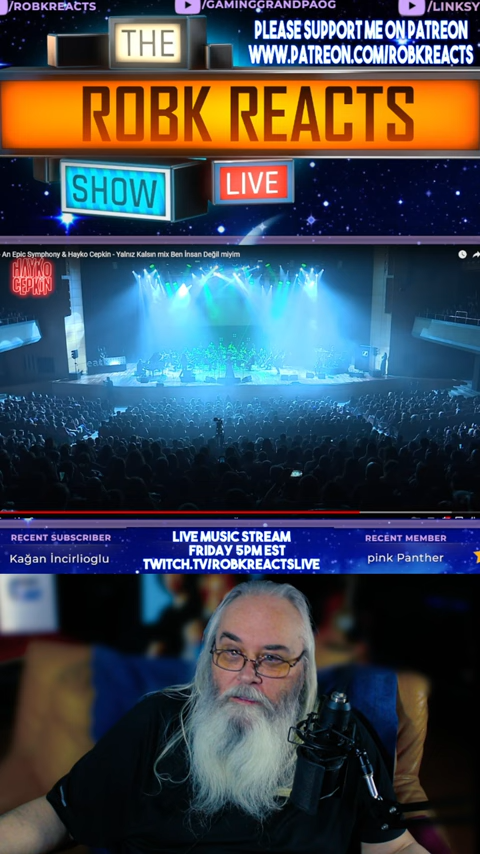 /ROBKREACTS
/GAMINGGRANDPAOG
/LINKSY
PLEASE SUPPORT ME ON PATREON
WWW.PATREON.COM/ROBKREACTS
THE
ROBK REACTS
SHOW
LIVE
An Epic Symphony & Hayko Cepkin - Yalnız Kalsın mix Ben İnsan Değil miyim
HAYKO
CEPKİN
RECENT SUBSCRIBER
Kağan İncirlioglu
LIVE MUSIC STREAM
FRIDAY 5PM EST
TWITCH.TV/ROBKREACTSLIVE
RECENT MEMBER
pink Panther